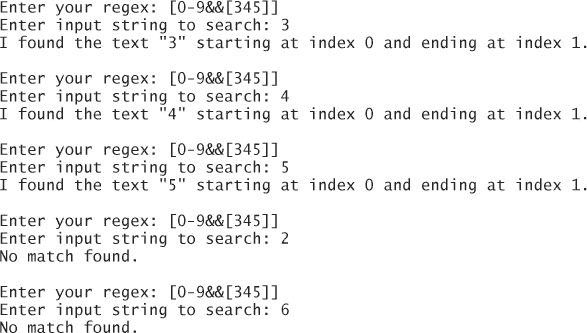 Enter your regex: [0-9&&[345]]
Enter input string to search: 3
I found the text "3" starting at index 0 and ending at index 1.
Enter your regex: [0-9&&[345]]
Enter input string to search: 4
I found the text "4" starting at index 0 and ending at index 1.
Enter your regex: [0-9&&[345]]
Enter input string to search: 5
I found the text "5" starting at index 0 and ending at index 1.
Enter your regex: [0-9&&[345]]
Enter input string to search: 2
No match found.
Enter your regex: [0-9&&[345]]
Enter input string to search: 6
No match found.